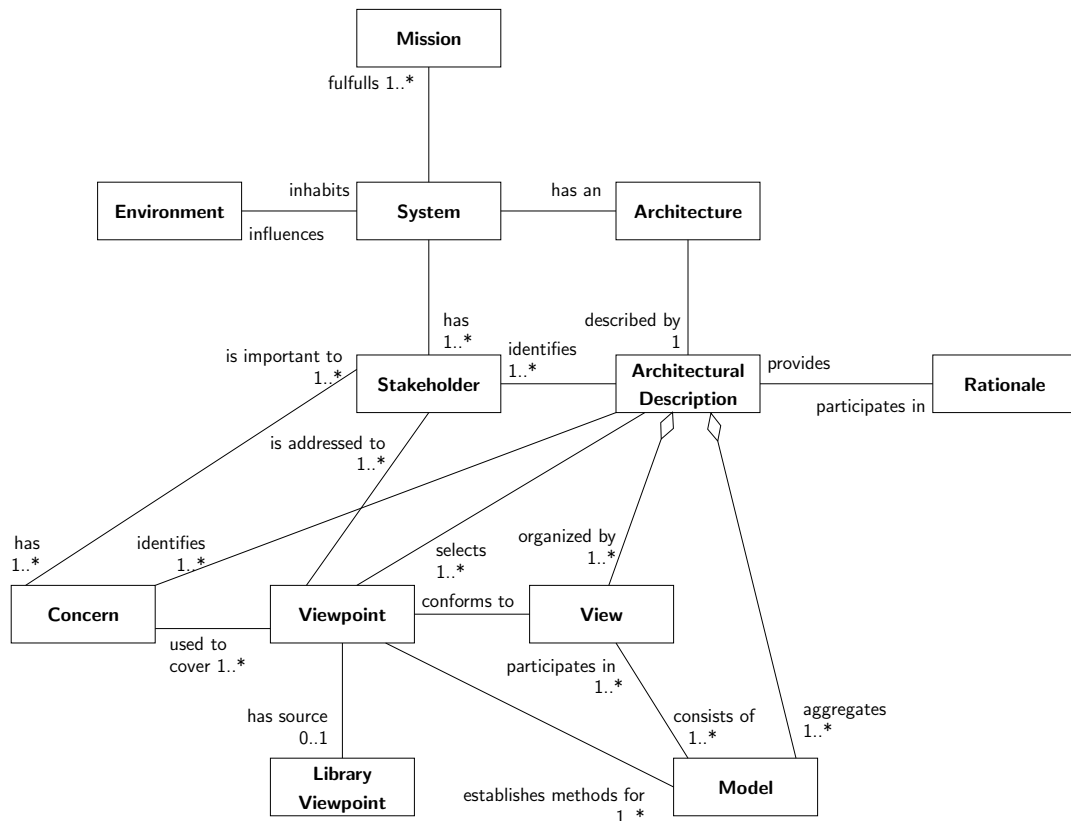 Mission
fulfulls 1..*
inhabits
has an
Environment
System
Architecture
influences
has
1..*
described by
1
identifies
1..*
is important to
1..*
Stakeholder
Architectural
Description
provides
participates in
Rationale
is addressed to
1..*
has
1..*
identifies
1..*
selects
1..*
organized by
1..*
Concern
Viewpoint
conforms to
View
used to
cover 1..*
participates in
1..*
has source
0..1
consists of
1..*
aggregates
1..*
Library
Viewpoint
establishes methods for
1..*
Model